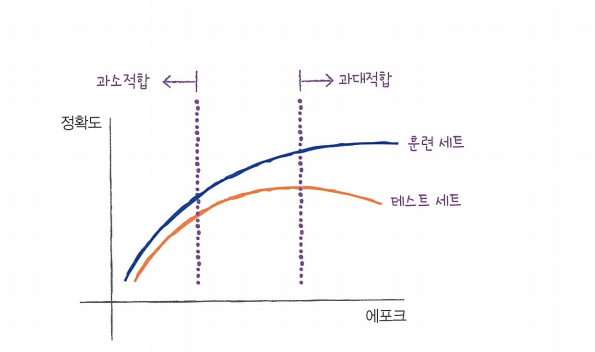 과소적합
과대적합
정확도
훈련 세트
테스트 세트
에포크